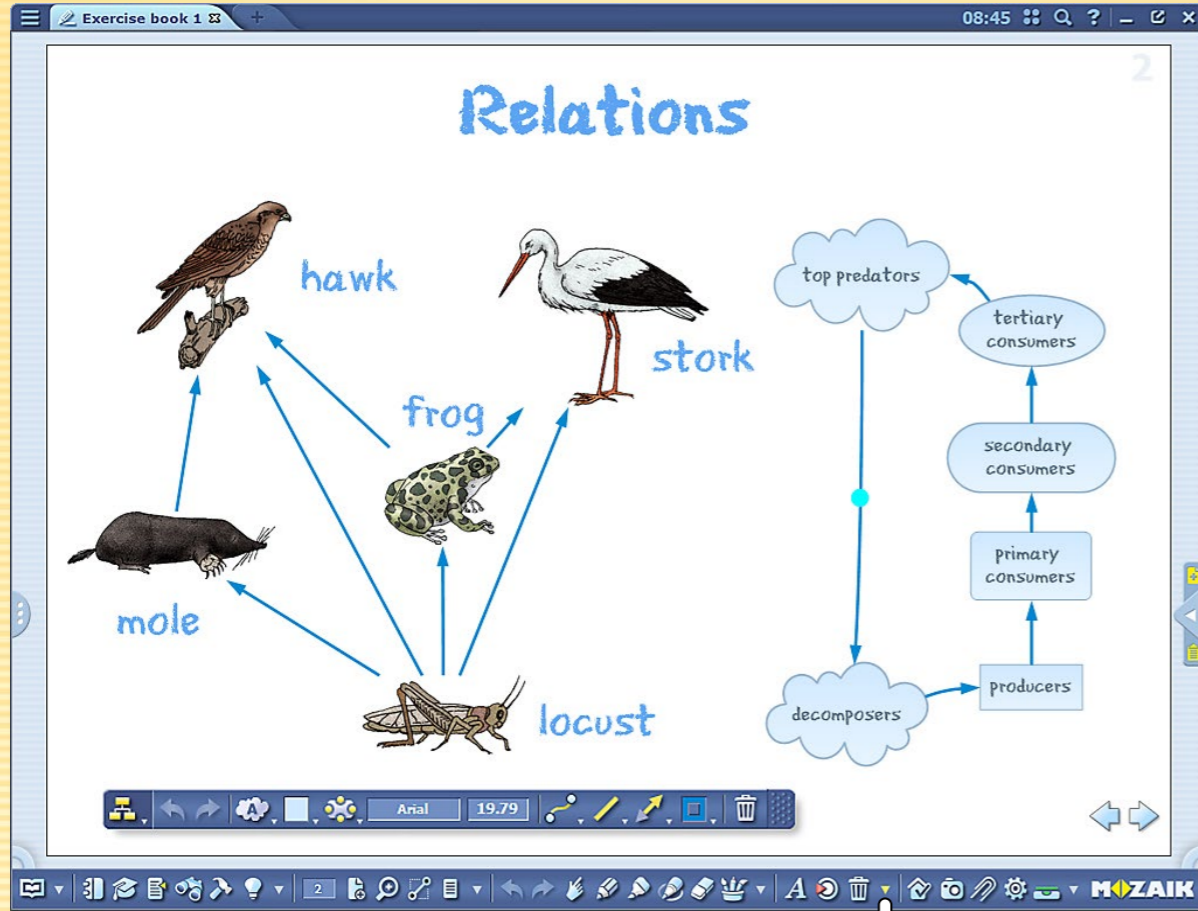 Exercise book 1
08:45
2
Relations
hawk
stork
frog
mole
locust
top predators
tertiary
consumers
secondary
consumers
primary
consumers
producers
decomposers
A
Arial
19.79
2
A
MOZAIK